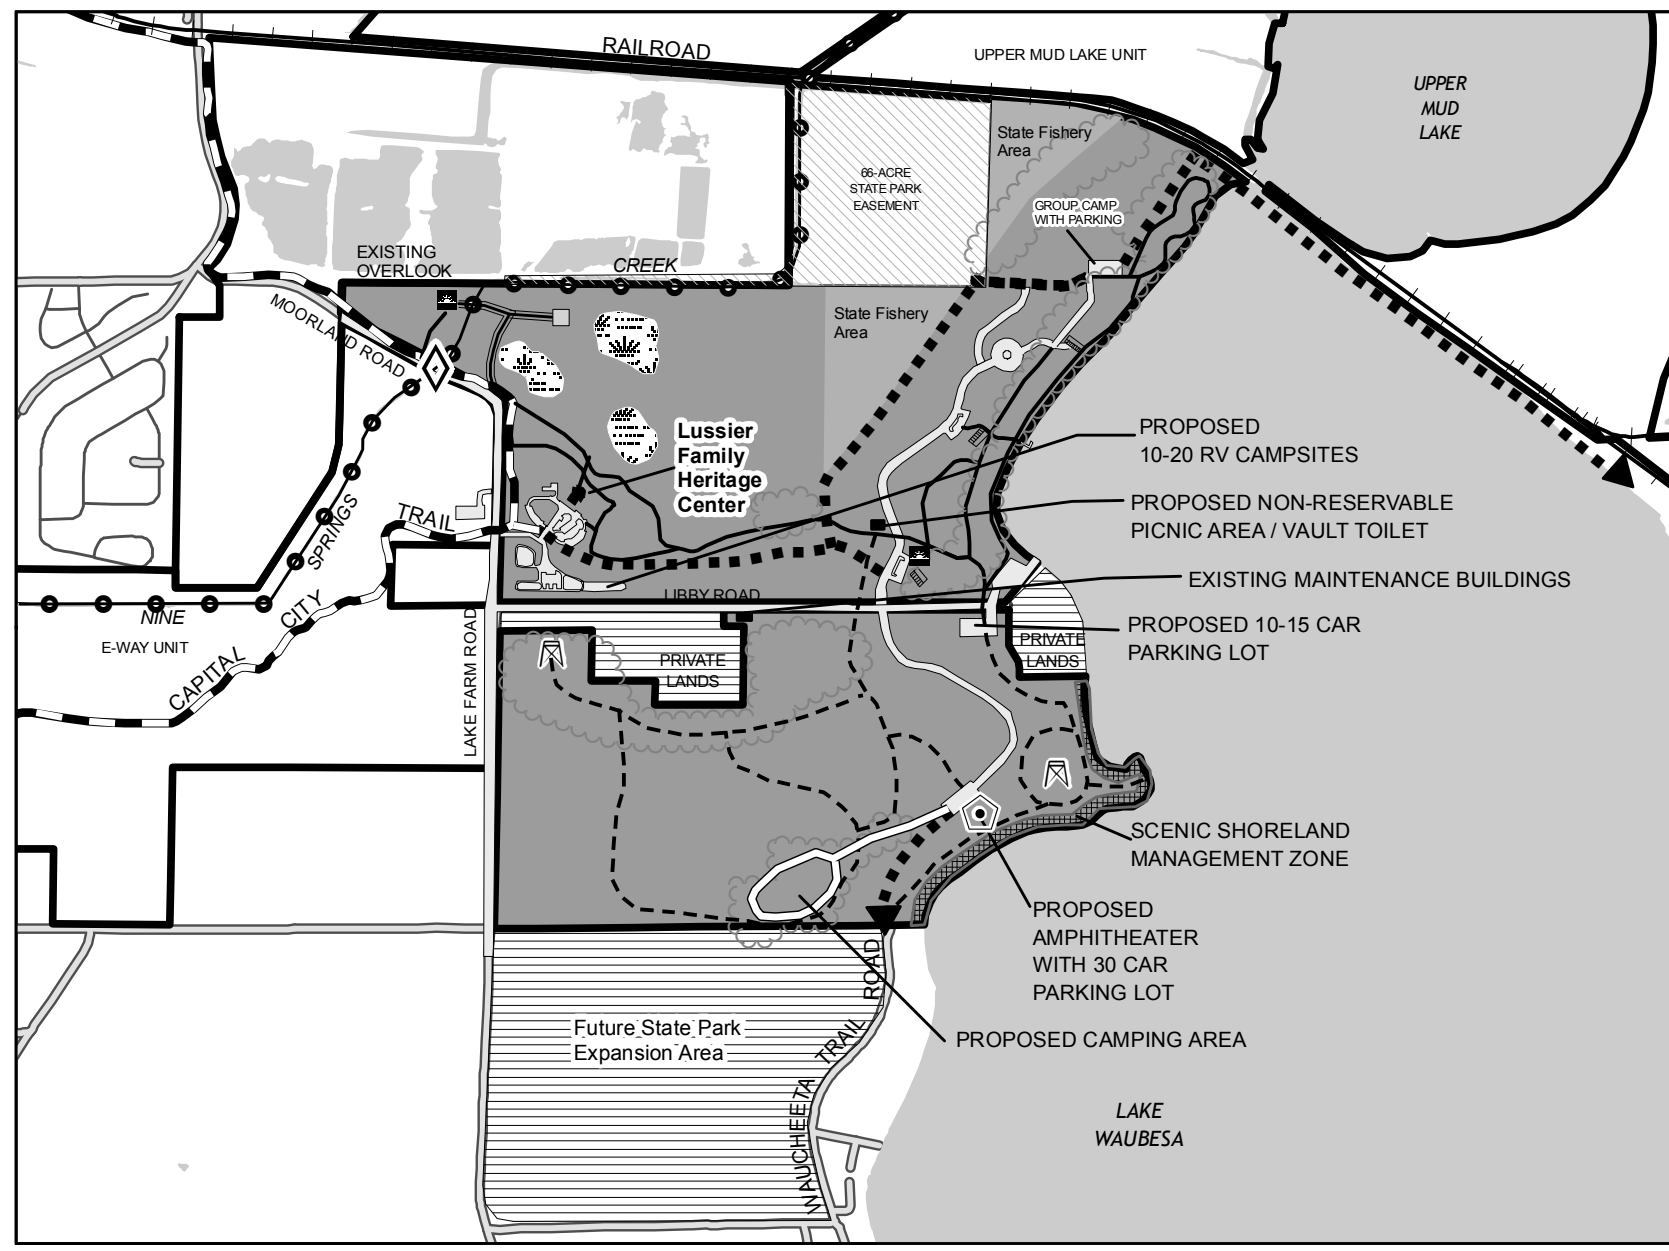 RAILROAD
UPPER MUD LAKE UNIT
UPPER
MUD
LAKE
State Fishery
Area
66-ACRE
STATE PARK
EASEMENT
GROUP CAMP
WITH PARKING
EXISTING
OVERLOOK
CREEK
MOORLAND ROAD
State Fishery
Area
Lussier
Family
Heritage
Center
PROPOSED
10-20 RV CAMPSITES
PROPOSED NON-RESERVABLE
PICNIC AREA / VAULT TOILET
TRAIL
SPRINGS
EXISTING MAINTENANCE BUILDINGS
LIBBY ROAD
NINE
CITY
E-WAY UNIT
CAPITAL
LAKE FARM ROAD
PROPOSED 10-15 CAR
PARKING LOT
PRIVATE
LANDS
PRIVATE
LANDS
SCENIC SHORELAND
MANAGEMENT ZONE
PROPOSED
AMPHITHEATER
WITH 30 CAR
PARKING LOT
PROPOSED CAMPING AREA
Future State Park
Expansion Area
WAUCHEETA TRAIL ROAD
LAKE
WAUBESA